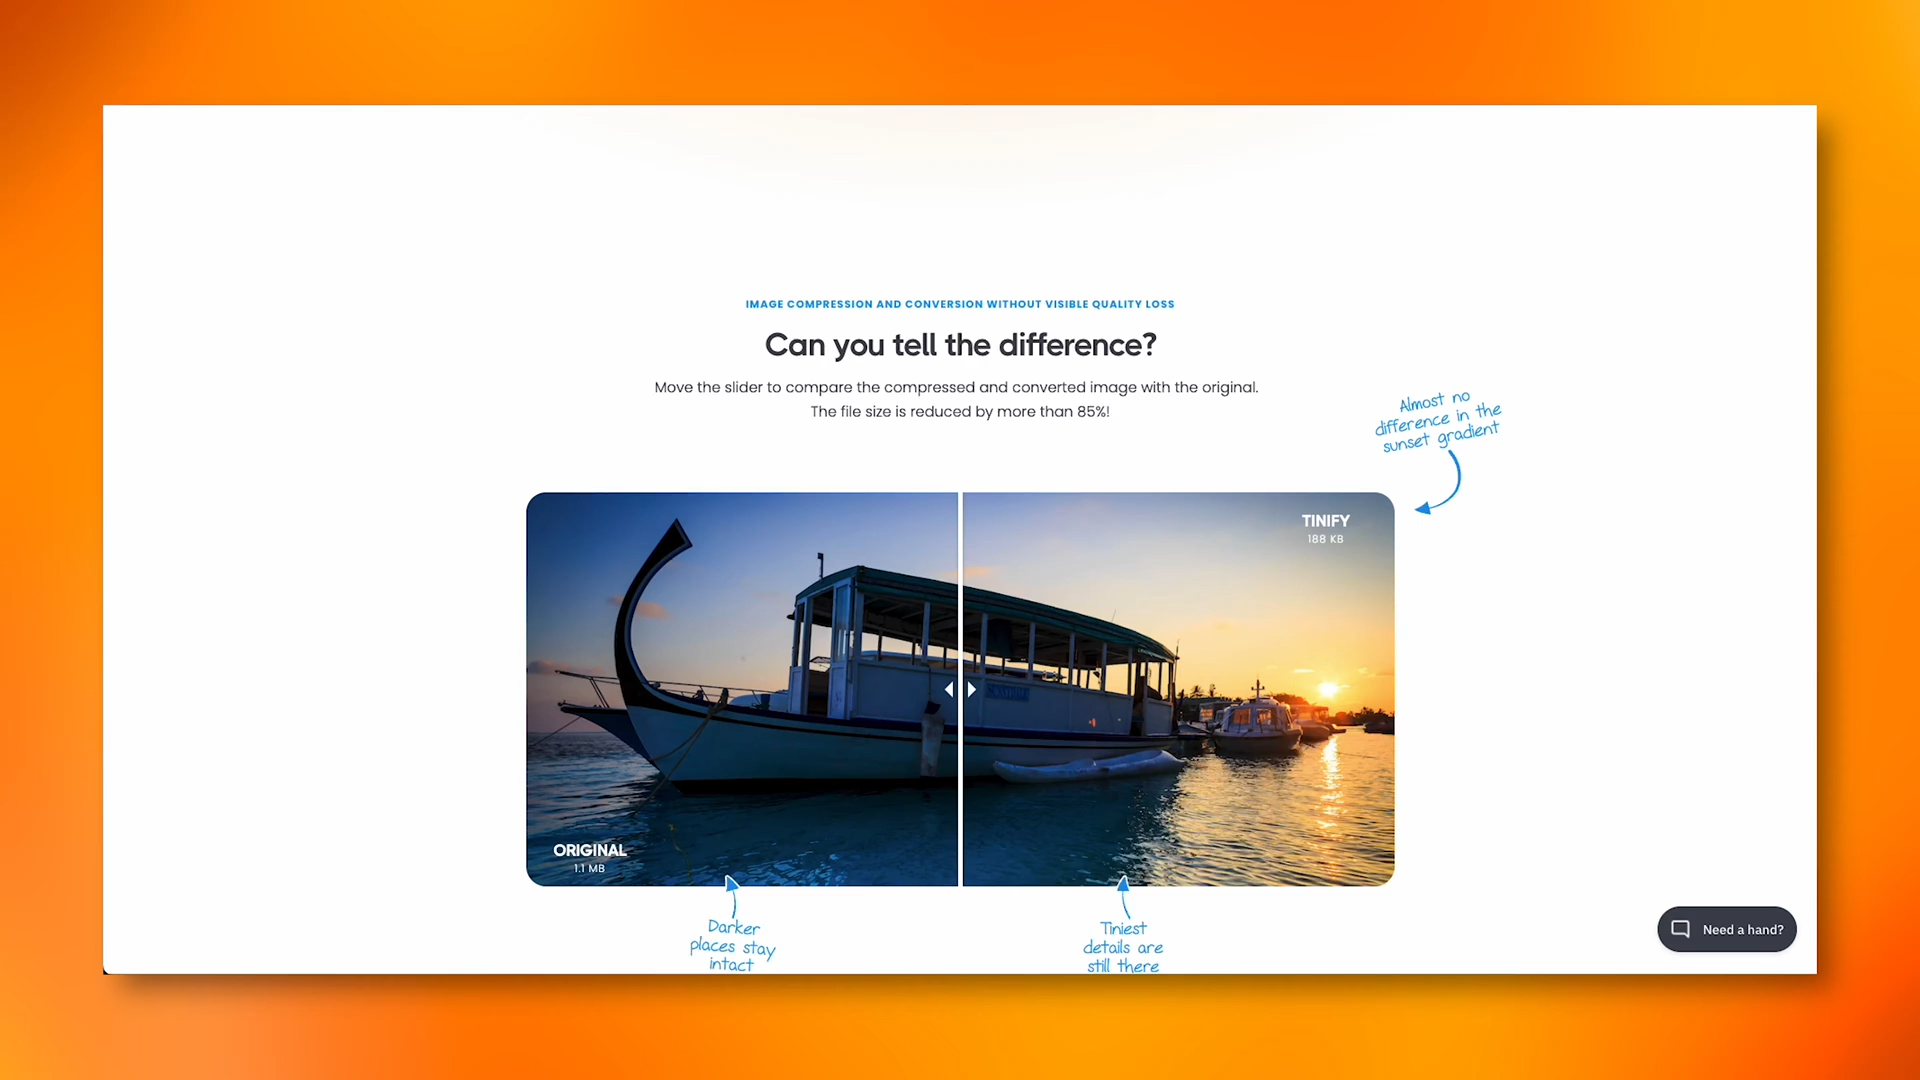 IMAGE COMPRESSION AND CONVERSION WITHOUT VISIBLE QUALITY LOSS
Can you tell the difference?
Move the slider to compare the compressed and converted image with the original.
The file size is reduced by more than 85%!
Almost no
difference in the
sunset gradient
TINIFY
188 KB
ORIGINAL
1.1 MB
Darker
places stay
intact
Tiniest
details are
still there
Need a hand?